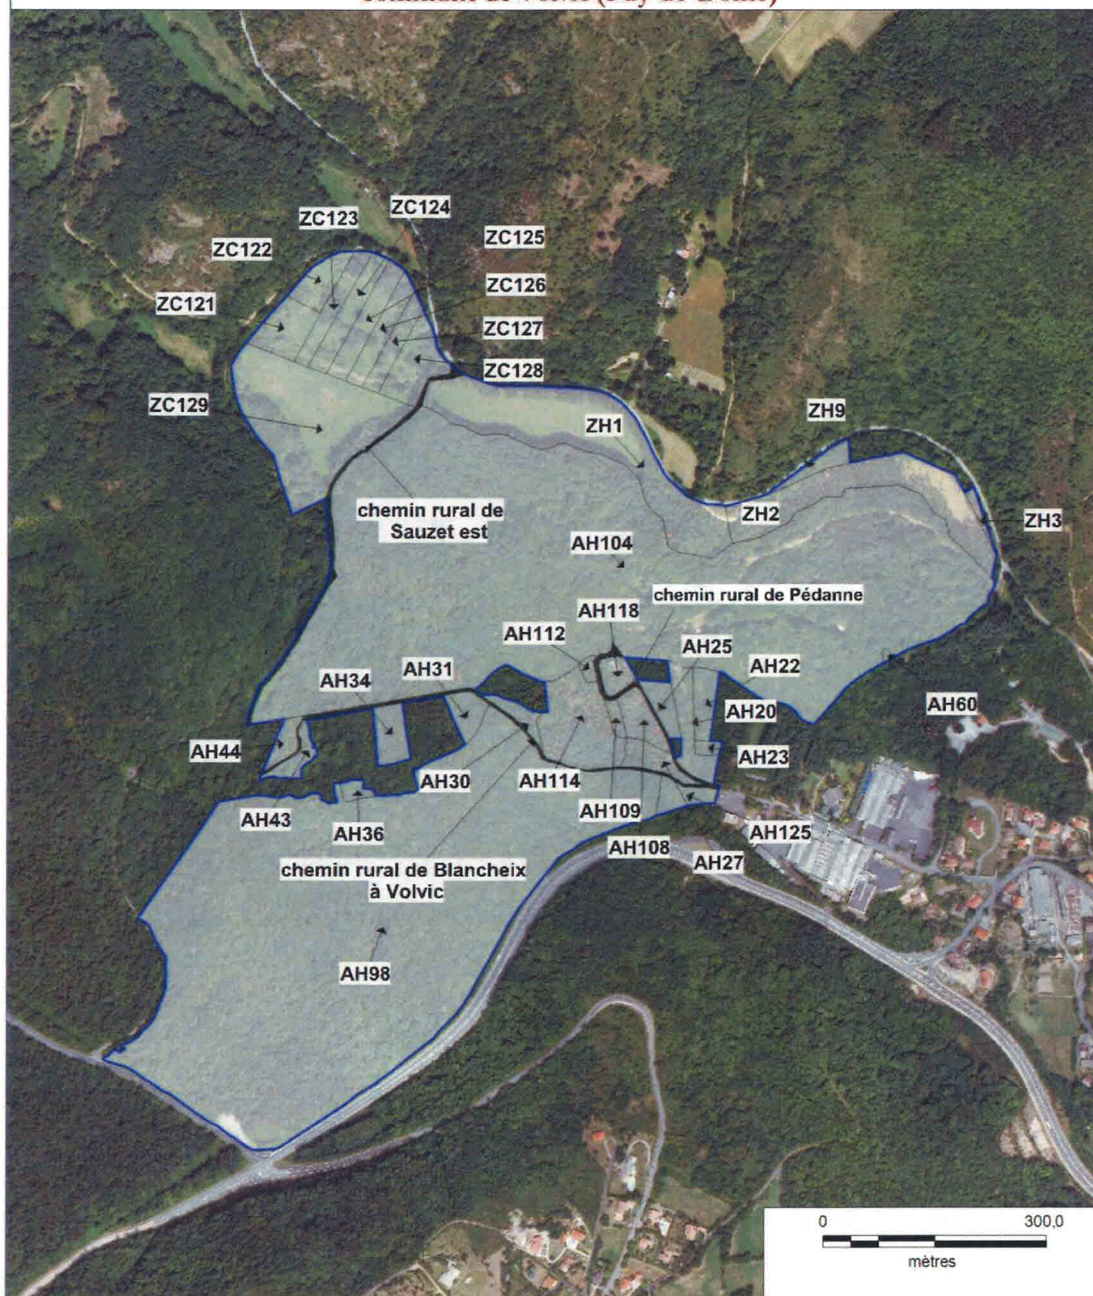 ZC124
ZC123
ZC125
ZC122
ZC126
ZC121
ZC127
ZC128
ZC129
ZH9
ZH1
chemin rural de
Sauzet est
ZH2
ZH3
AH104
chemin rural de Pédanne
AH118
AH112
AH25
AH31
AH22
AH34
AH20
AH60
AH44
AH23
AH30
AH114
AH43
AH109
AH36
AH125
AH108
AH27
chemin rural de Blancheix
à Volvic
AH98
0 300,0
mètres